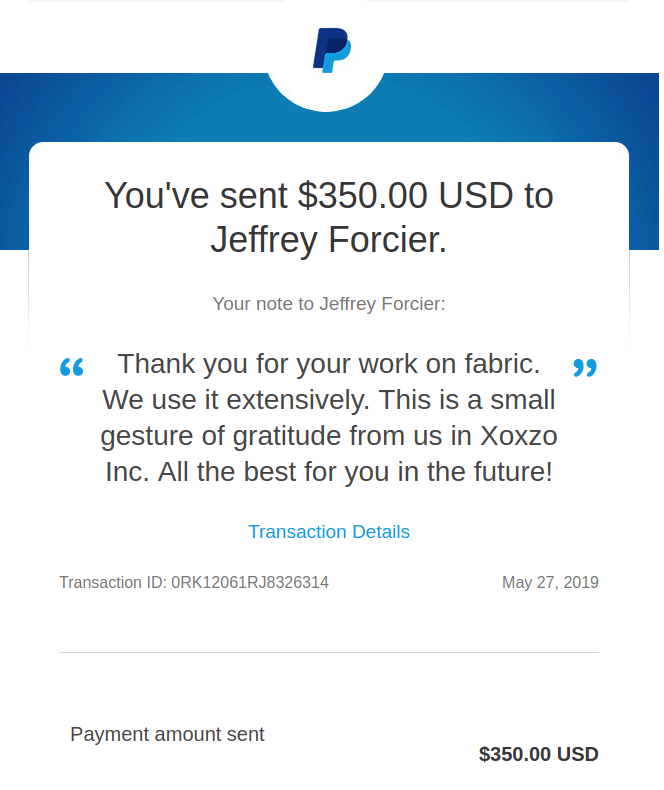 You've sent $350.00 USD to
Jeffrey Forcier.
Your note to Jeffrey Forcier:
“ Thank you for your work on fabric. ”
We use it extensively. This is a small
gesture of gratitude from us in Xoxzo
Inc. All the best for you in the future!
Transaction Details
Transaction ID: 0RK12061RJ8326314 May 27, 2019
Payment amount sent
$350.00 USD